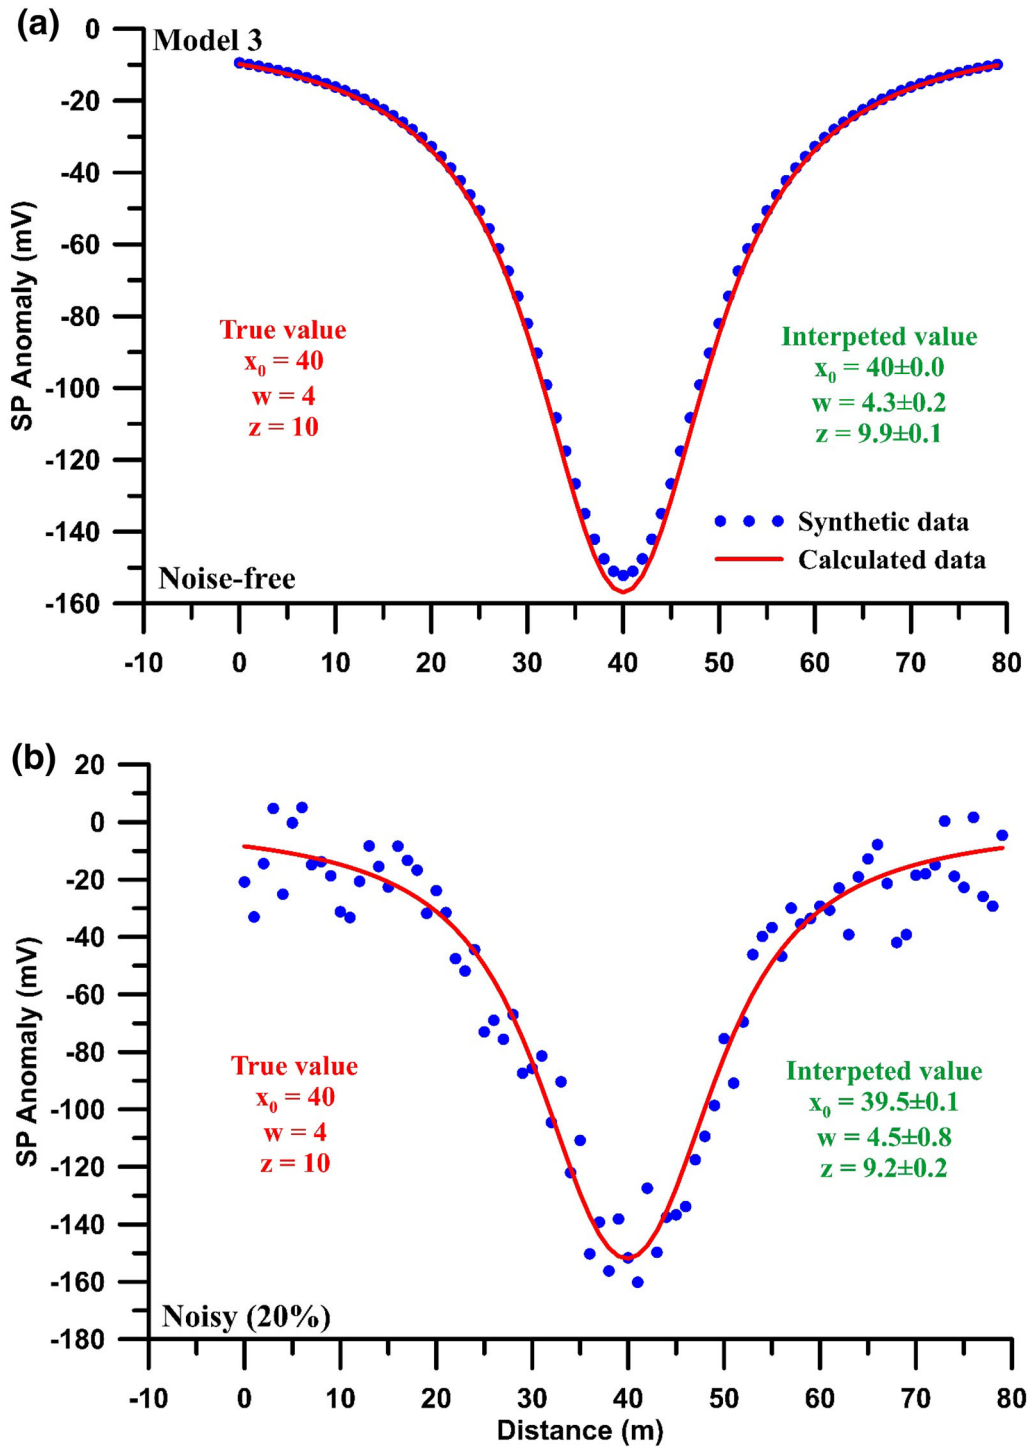 (a)
Model 3
0
-20
-40
-60
-80
-100
-120
-140
-160
SP Anomaly (mV)
True value
x₀ = 40
w = 4
z = 10
Interpeted value
x₀ = 40±0.0
w = 4.3±0.2
z = 9.9±0.1
Synthetic data
Calculated data
Noise-free
-10 0 10 20 30 40 50 60 70 80
(b)
20
0
-20
-40
-60
-80
-100
-120
-140
-160
-180
SP Anomaly (mV)
True value
x₀ = 40
w = 4
z = 10
Interpeted value
x₀ = 39.5±0.1
w = 4.5±0.8
z = 9.2±0.2
Noisy (20%)
-10 0 10 20 30 40 50 60 70 80
Distance (m)